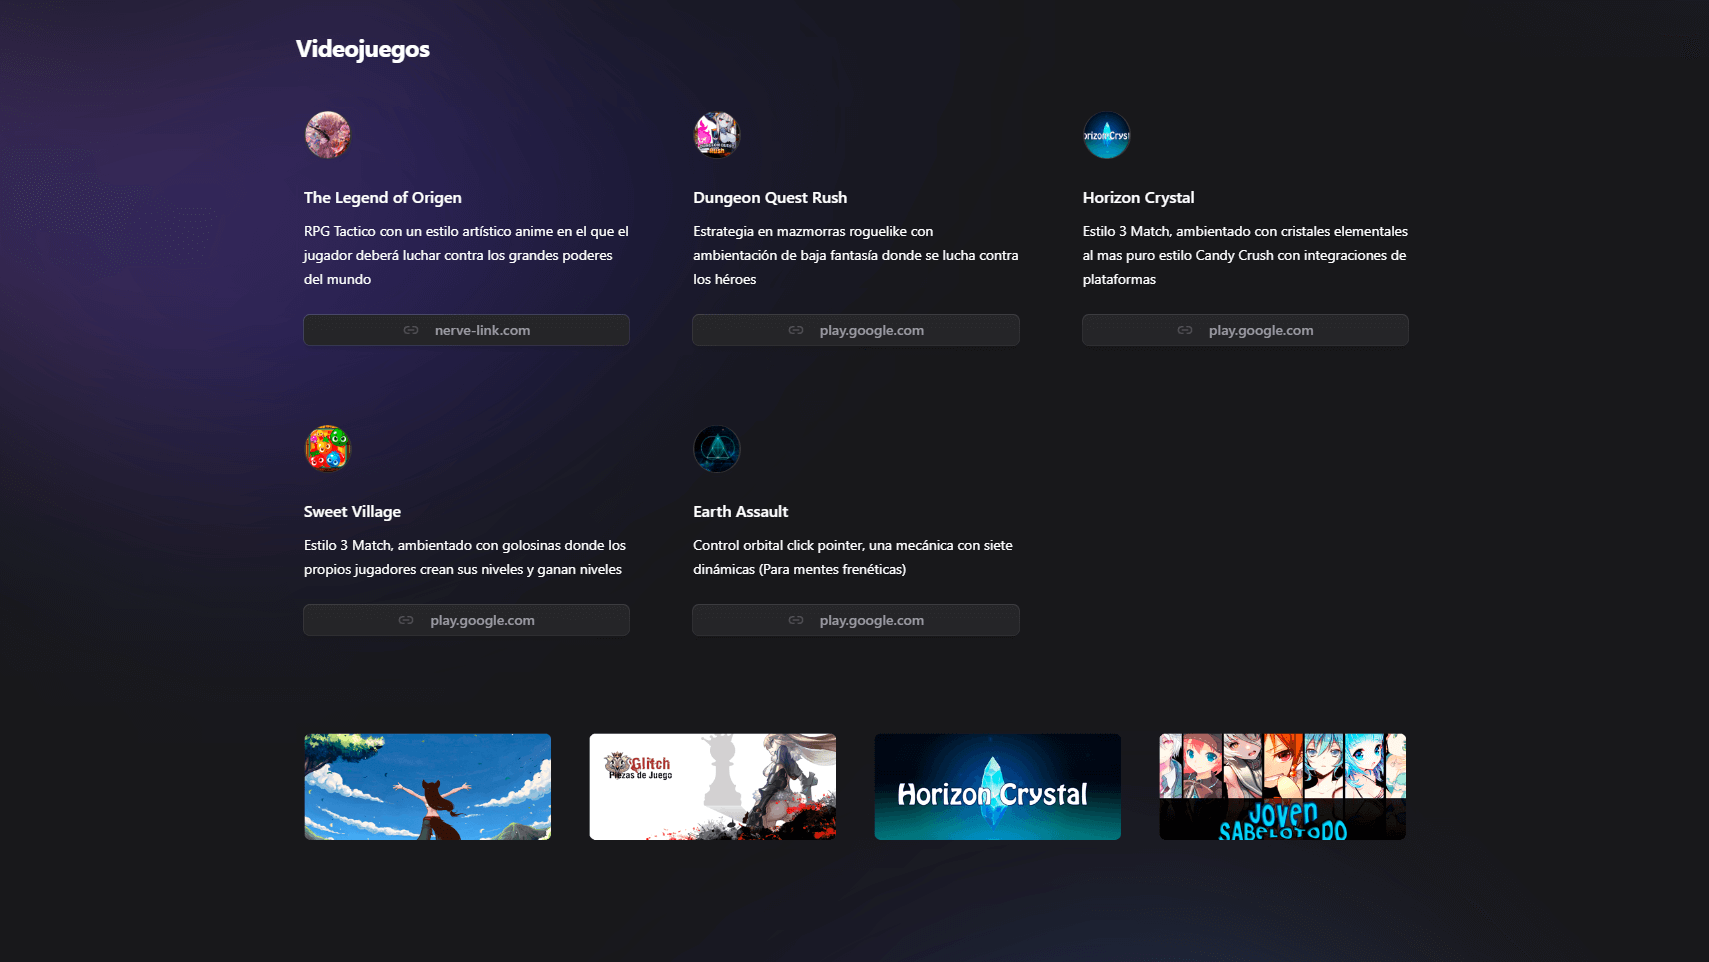 Videojuegos
The Legend of Origen
RPG Tactico con un estilo artístico anime en el que el
jugador deberá luchar contra los grandes poderes
del mundo
nerve-link.com
Dungeon Quest Rush
Estrategia en mazmorras roguelike con
ambientación de baja fantasía donde se lucha contra
los héroes
play.google.com
Horizon Crystal
Estilo 3 Match, ambientado con cristales elementales
al mas puro estilo Candy Crush con integraciones de
plataformas
play.google.com
Sweet Village
Estilo 3 Match, ambientado con golosinas donde los
propios jugadores crean sus niveles y ganan niveles
play.google.com
Earth Assault
Control orbital click pointer, una mecánica con siete
dinámicas (Para mentes frenéticas)
play.google.com
Glitch
Piezas de Juego
Horizon Crystal
JOVEN
SABELOTODO